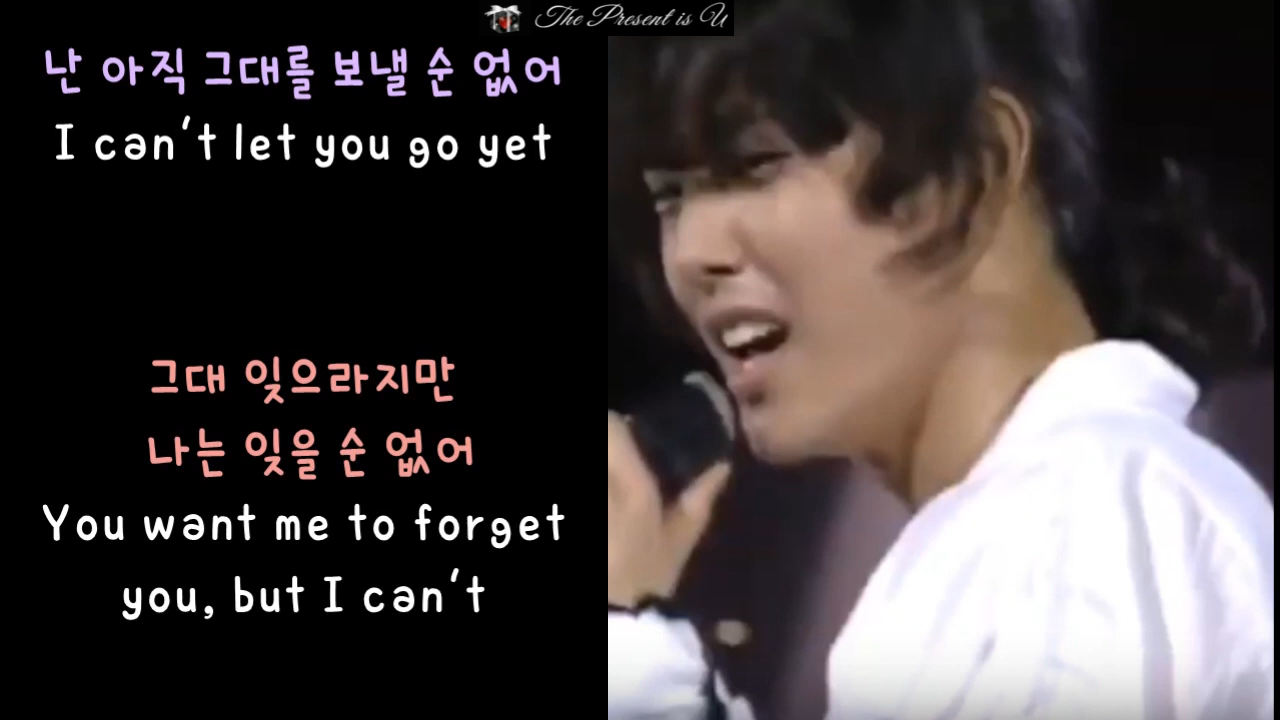 The Present is U
난 아직 그대를 보낼 순 없어
I can't let you go yet
그대 잊으라지만
나는 잊을 순 없어
You want me to forget
you, but I can't